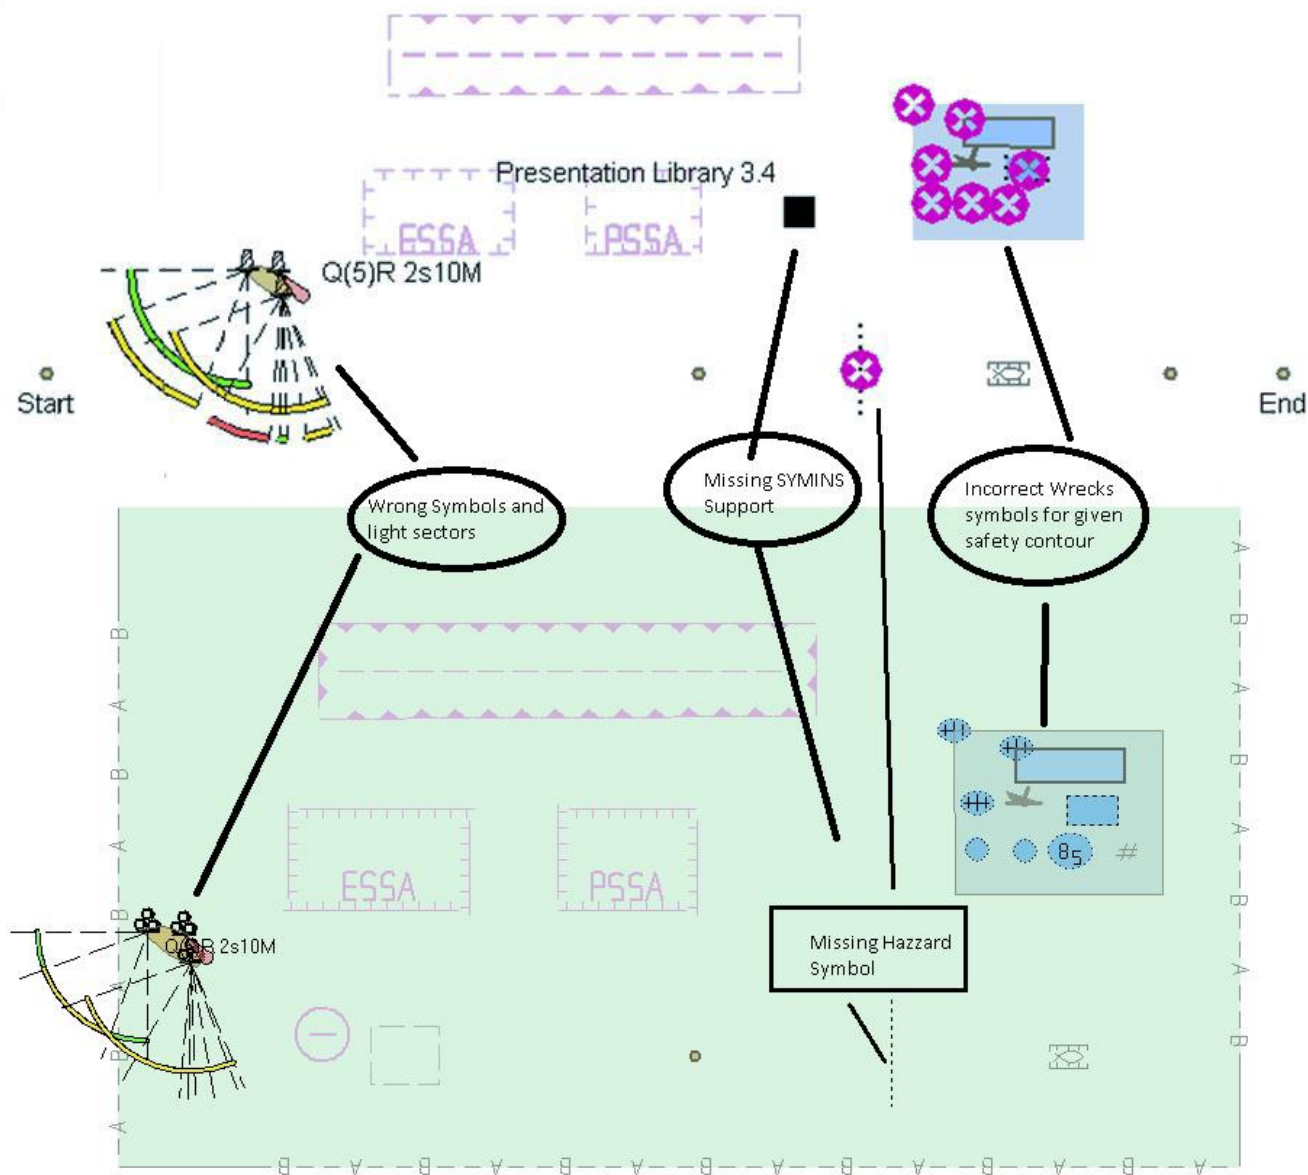 Presentation Library 3.4
ESSA
PSSA
Q(5)R 2s10M
Start
End
Wrong Symbols and
light sectors
Missing SYMINS
Support
Incorrect Wrecks
symbols for given
safety contour
A
B
B
A
A
B
B
A
A
ESSA
PSSA
85
#
B
B
2s10M
Missing Hazzard
Symbol
A
B
B
A
B
A
B
A
B
A
B
A
A